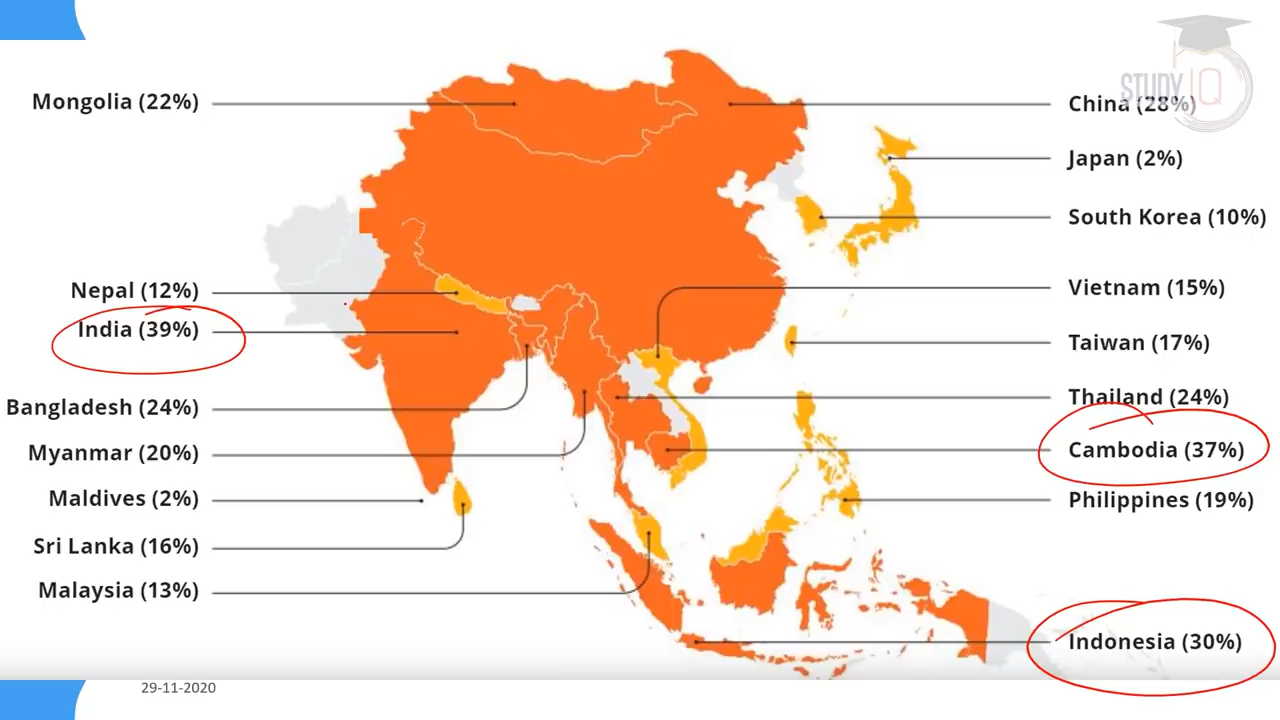 STUDY IQ
Mongolia (22%)
Nepal (12%)
India (39%)
Bangladesh (24%)
Myanmar (20%)
Maldives (2%)
Sri Lanka (16%)
Malaysia (13%)
China (28%)
Japan (2%)
South Korea (10%)
Vietnam (15%)
Taiwan (17%)
Thailand (24%)
Cambodia (37%)
Philippines (19%)
Indonesia (30%)
29-11-2020